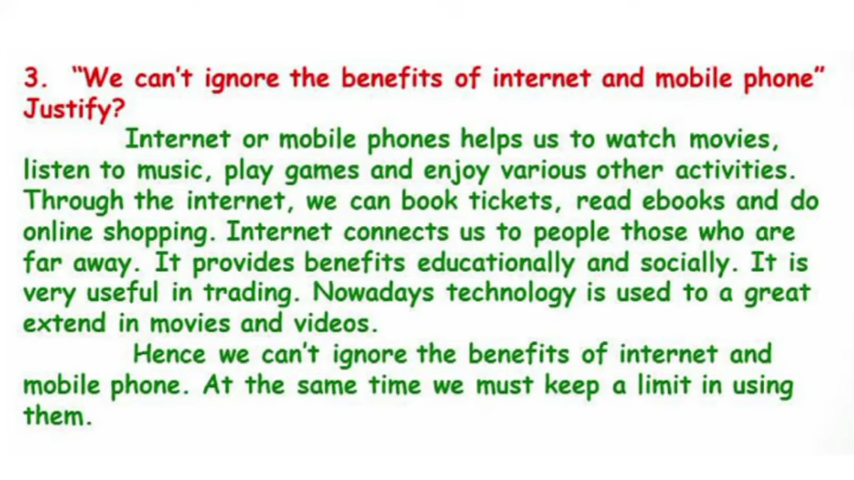 3. “We can't ignore the benefits of internet and mobile phone”
Justify?
Internet or mobile phones helps us to watch movies,
listen to music, play games and enjoy various other activities.
Through the internet, we can book tickets, read ebooks and do
online shopping. Internet connects us to people those who are
far away. It provides benefits educationally and socially. It is
very useful in trading. Nowadays technology is used to a great
extend in movies and videos.
Hence we can't ignore the benefits of internet and
mobile phone. At the same time we must keep a limit in using
them.